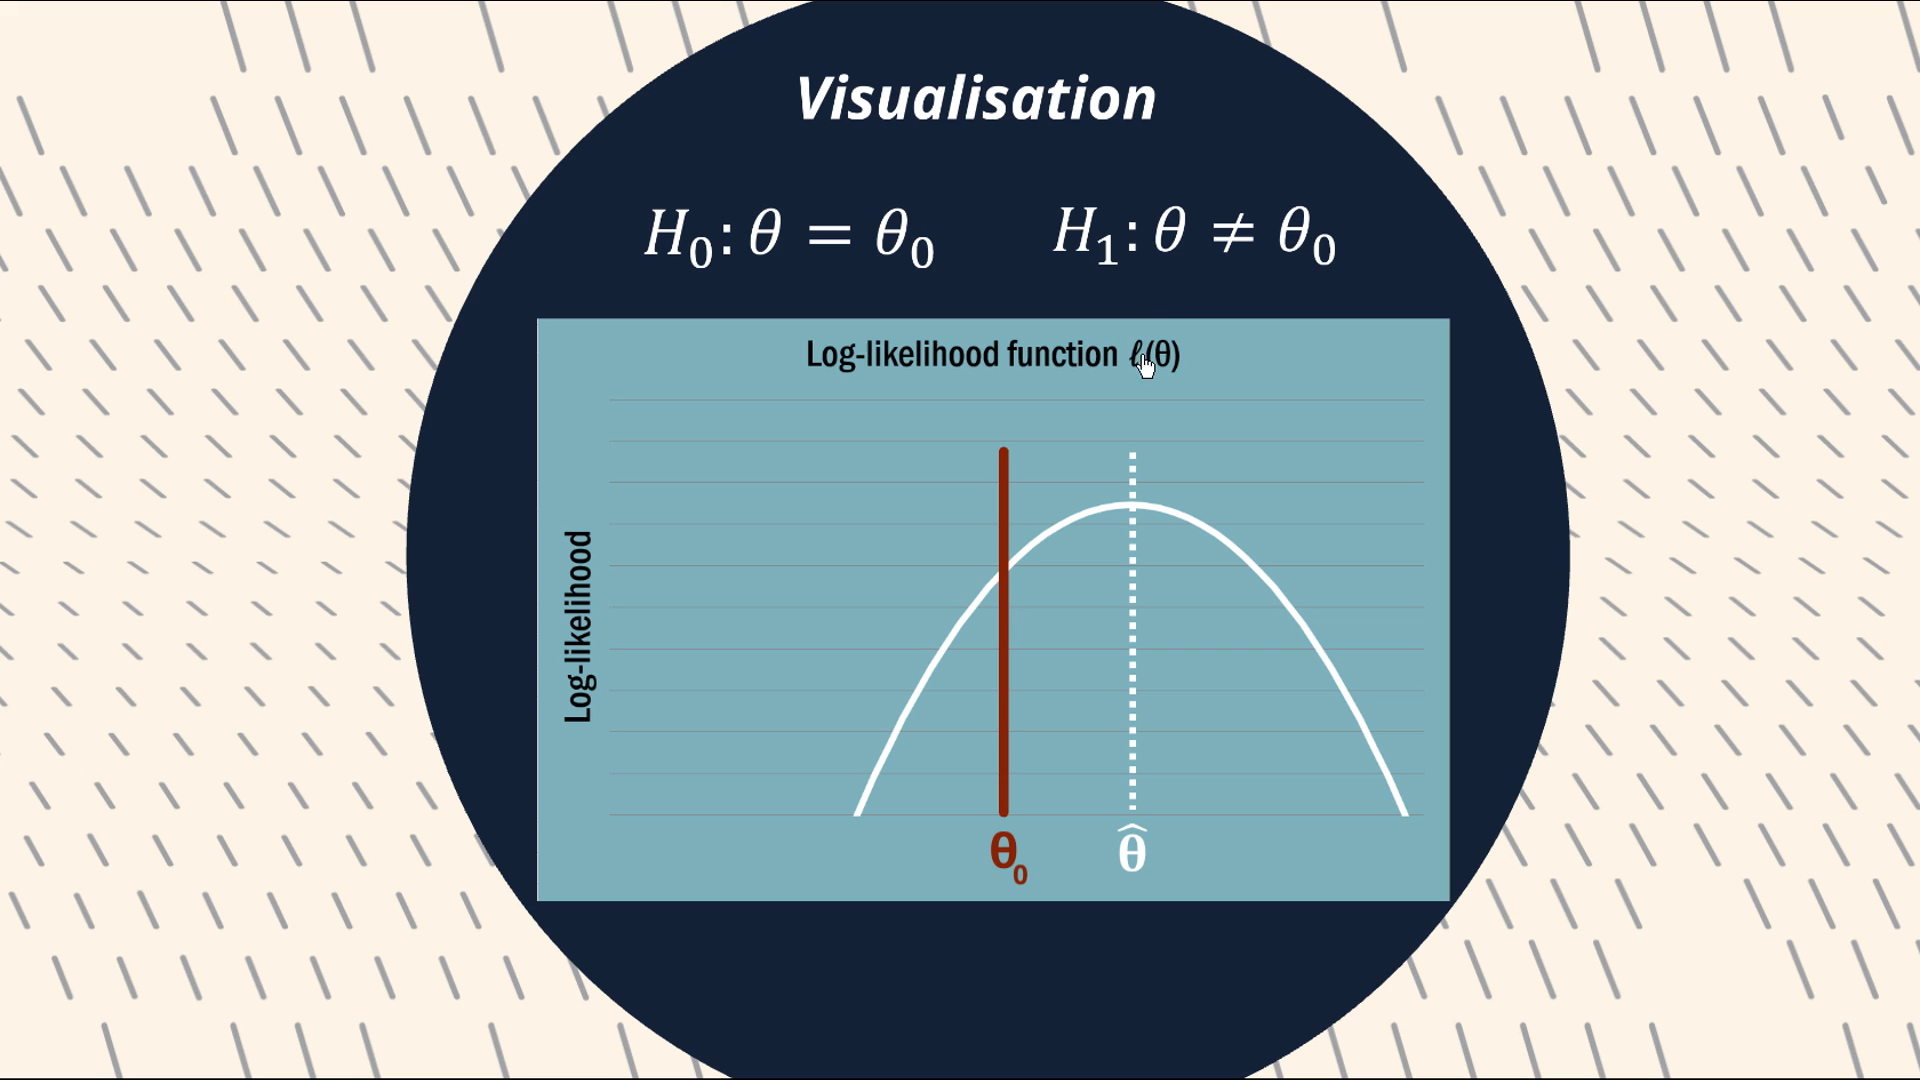 Visualisation
H₀: θ = θ₀ H₁: θ ≠ θ₀
Log-likelihood function ℓ(θ)
Log-likelihood
θ₀ θ̂